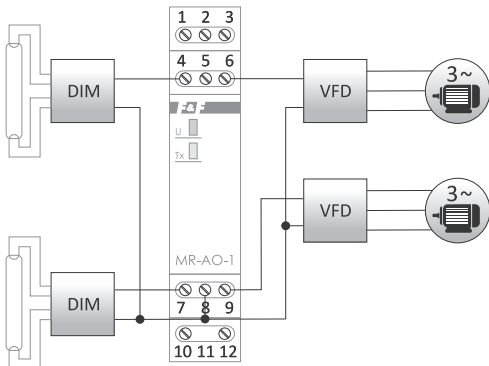 1 2 3
4 5 6
DIM
VFD
3~
F&F
U
Tx
VFD
3~
MR-AO-1
DIM
7 8 9
10 11 12